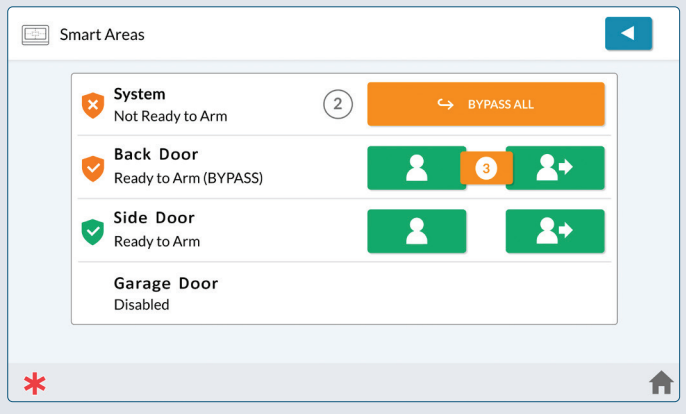 Smart Areas
System
Not Ready to Arm
2
BYPASS ALL
Back Door
Ready to Arm (BYPASS)
3
Side Door
Ready to Arm
Garage Door
Disabled